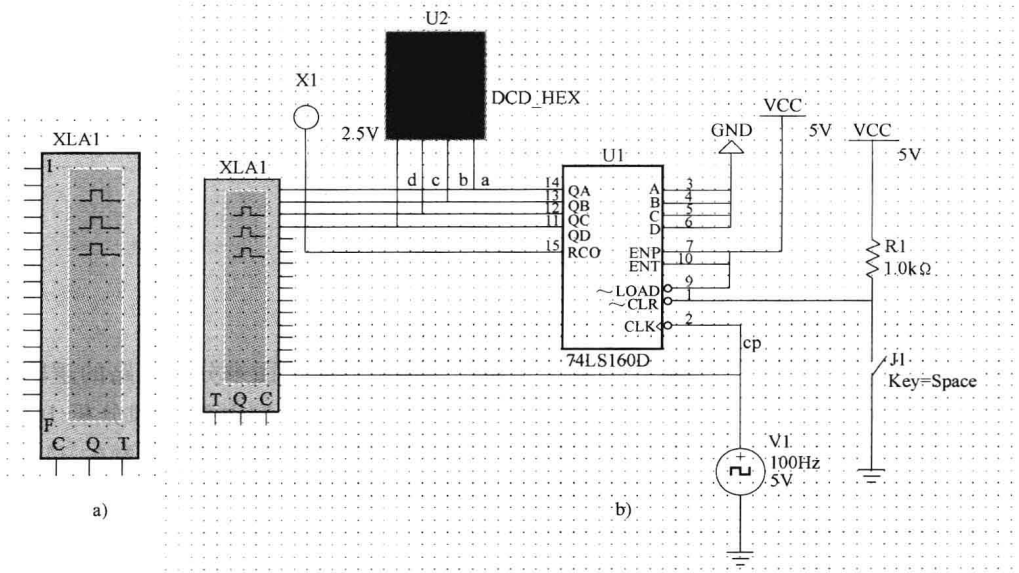 XLA1
1
F
C Q T
a)
U2
X1
DCD_HEX
2.5V
XLA1
d c b a
T Q C
U1
14 QA
13 QB
12 QC
11 QD
15 RCO
A 3
B 4
C 5
D 6
ENP 7
ENT 10
~LOAD 9
~CLR 1
CLK 2
74LS160D
GND
VCC
5V
VCC
5V
R1
1.0kΩ
cp
J1
Key=Space
V1
100Hz
5V
b)